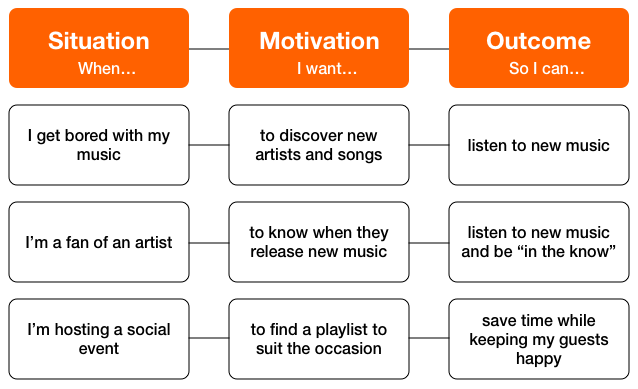 Situation
When…
Motivation
I want…
Outcome
So I can…
I get bored with my
music
to discover new
artists and songs
listen to new music
I’m a fan of an artist
to know when they
release new music
listen to new music
and be “in the know”
I’m hosting a social
event
to find a playlist to
suit the occasion
save time while
keeping my guests
happy